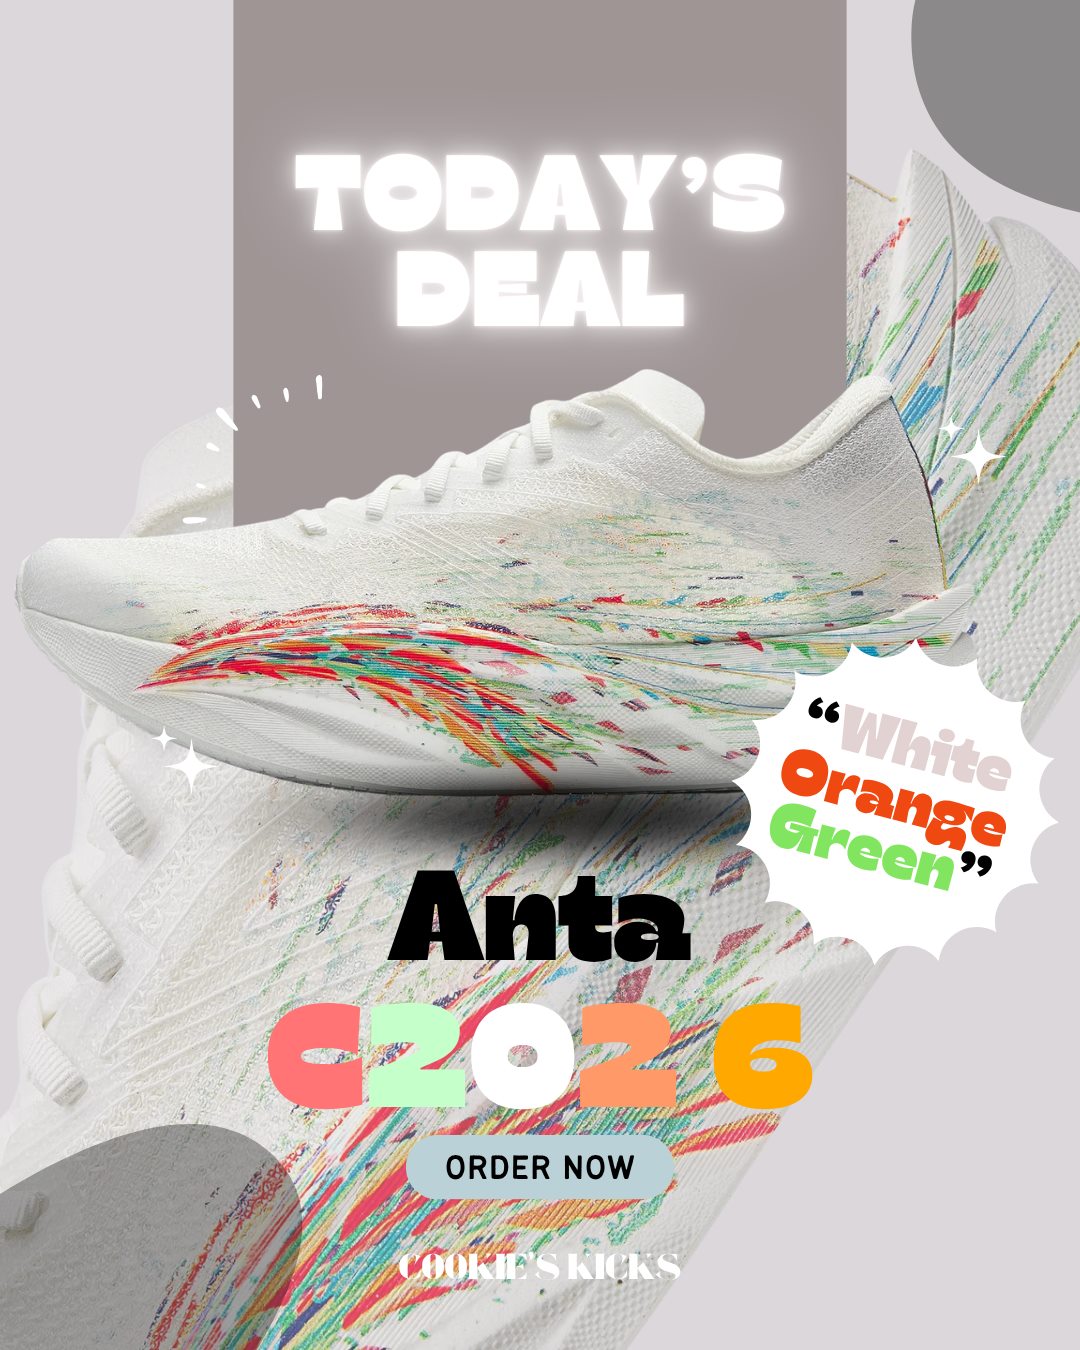 TODAY'S
DEAL
“White
Orange
Green”
Anta
C202 6
ORDER NOW
COOKIE'S KICKS